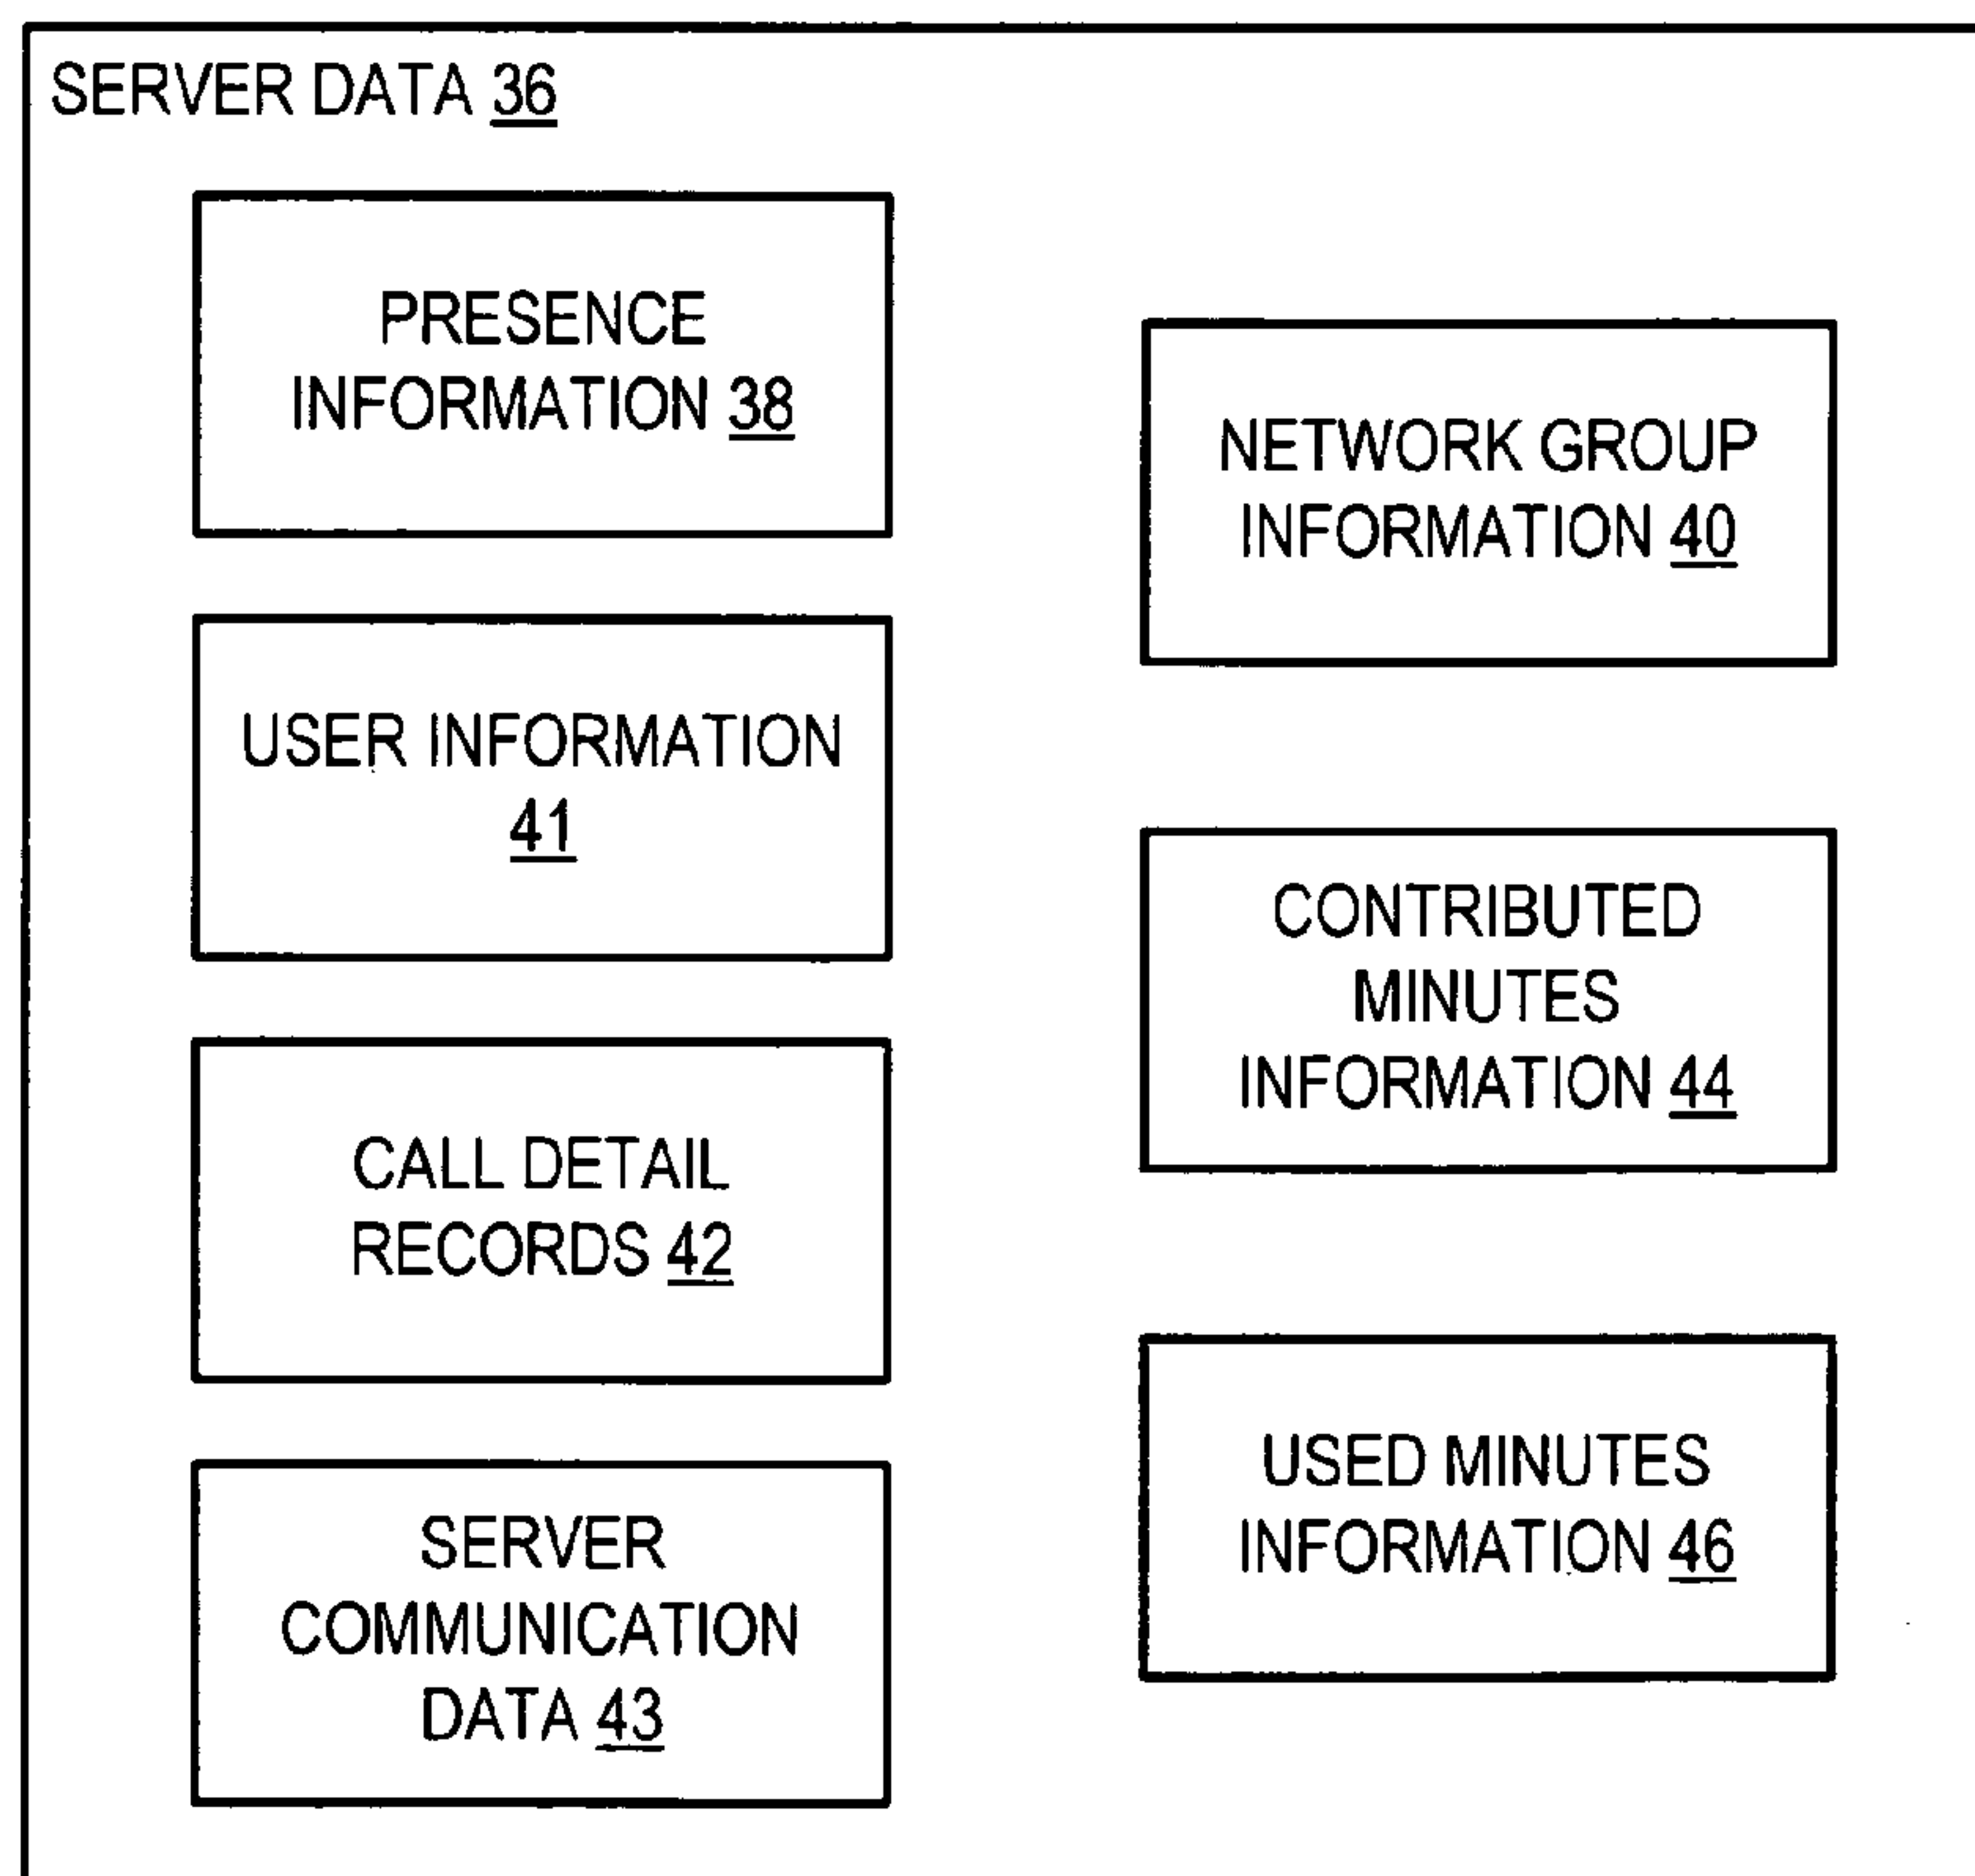 SERVER DATA 36
PRESENCE
INFORMATION 38
USER INFORMATION
41
CALL DETAIL
RECORDS 42
SERVER
COMMUNICATION
DATA 43
NETWORK GROUP
INFORMATION 40
CONTRIBUTED
MINUTES
INFORMATION 44
USED MINUTES
INFORMATION 46